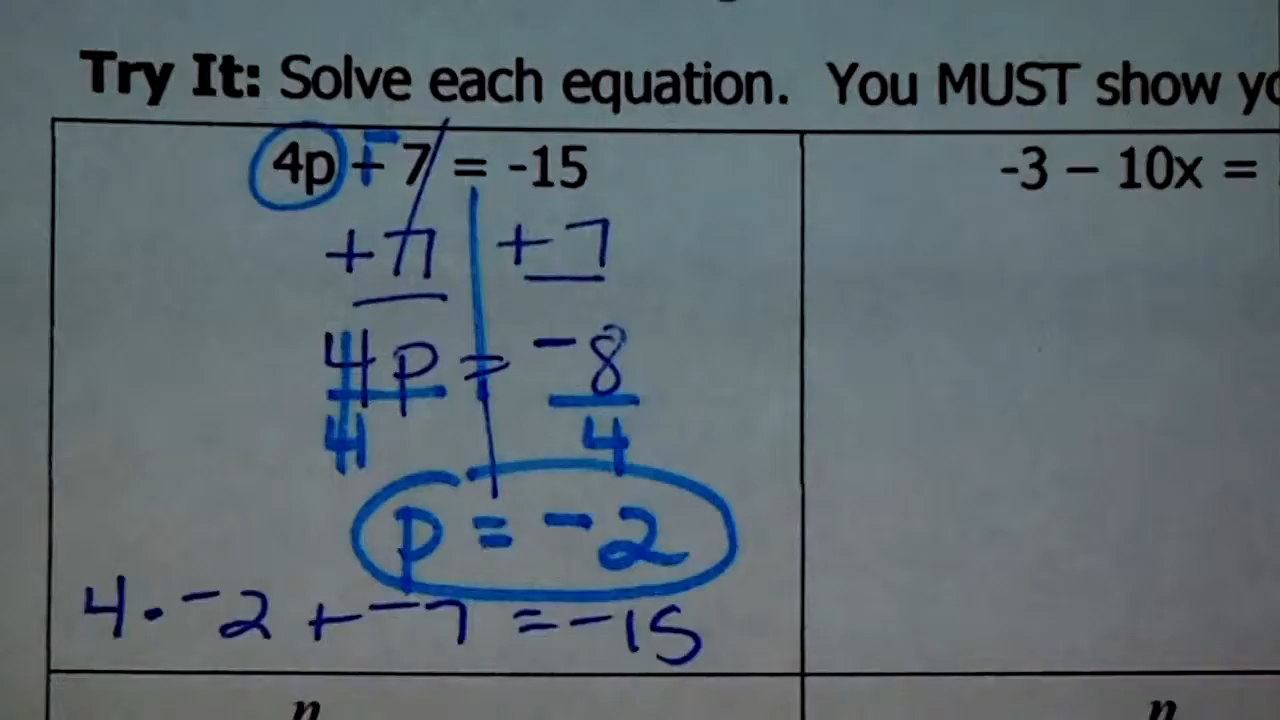 Try It: Solve each equation. You MUST show yo
4p + ‾7 = -15
+ 7 + 7
4p = ‾8
4 4
p = ‾2
4 · ‾2 + ‾7 = ‾15
-3 – 10x =
n n